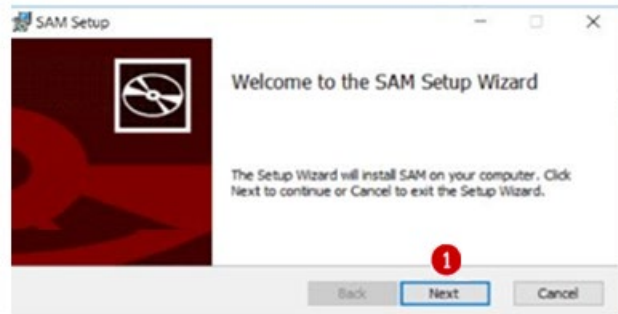 SAM Setup
Welcome to the SAM Setup Wizard
The Setup Wizard will install SAM on your computer. Click
Next to continue or Cancel to exit the Setup Wizard.
1
Back Next Cancel